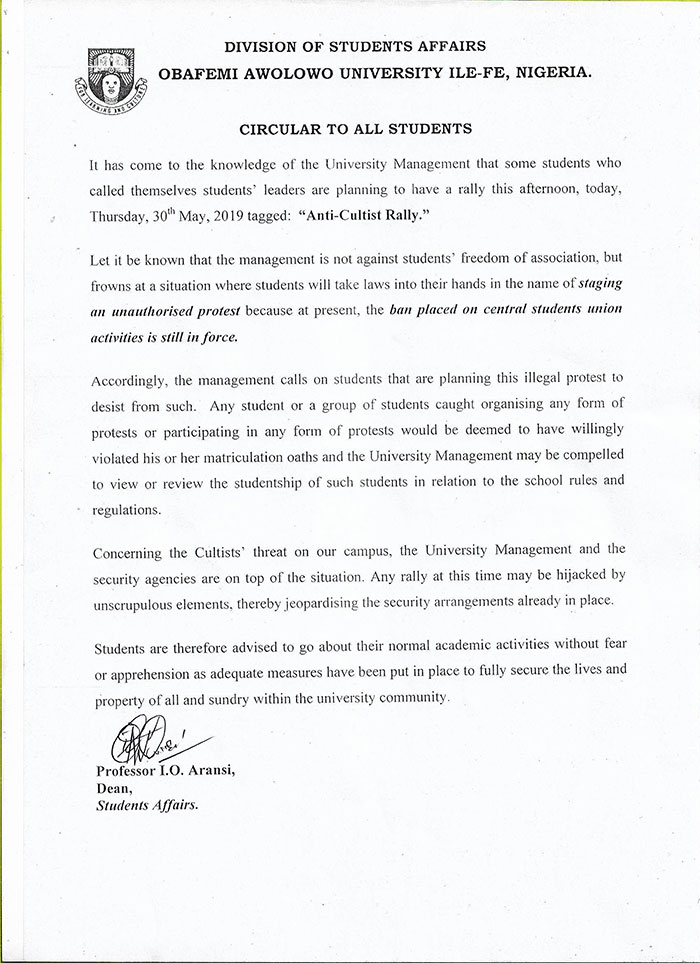 DIVISION OF STUDENTS AFFAIRS
OBAFEMI AWOLOWO UNIVERSITY ILE-FE, NIGERIA.
FOR LEARNING AND CULTURE
CIRCULAR TO ALL STUDENTS
It has come to the knowledge of the University Management that some students who
called themselves students' leaders are planning to have a rally this afternoon, today,
Thursday, 30th May, 2019 tagged: “Anti-Cultist Rally.”
Let it be known that the management is not against students' freedom of association, but
frowns at a situation where students will take laws into their hands in the name of staging
an unauthorised protest because at present, the ban placed on central students union
activities is still in force.
Accordingly, the management calls on students that are planning this illegal protest to
desist from such. Any student or a group of students caught organising any form of
protests or participating in any form of protests would be deemed to have willingly
violated his or her matriculation oaths and the University Management may be compelled
to view or review the studentship of such students in relation to the school rules and
regulations.
Concerning the Cultists' threat on our campus, the University Management and the
security agencies are on top of the situation. Any rally at this time may be hijacked by
unscrupulous elements, thereby jeopardising the security arrangements already in place.
Students are therefore advised to go about their normal academic activities without fear
or apprehension as adequate measures have been put in place to fully secure the lives and
property of all and sundry within the university community.
Professor I.O. Aransi,
Dean,
Students Affairs.